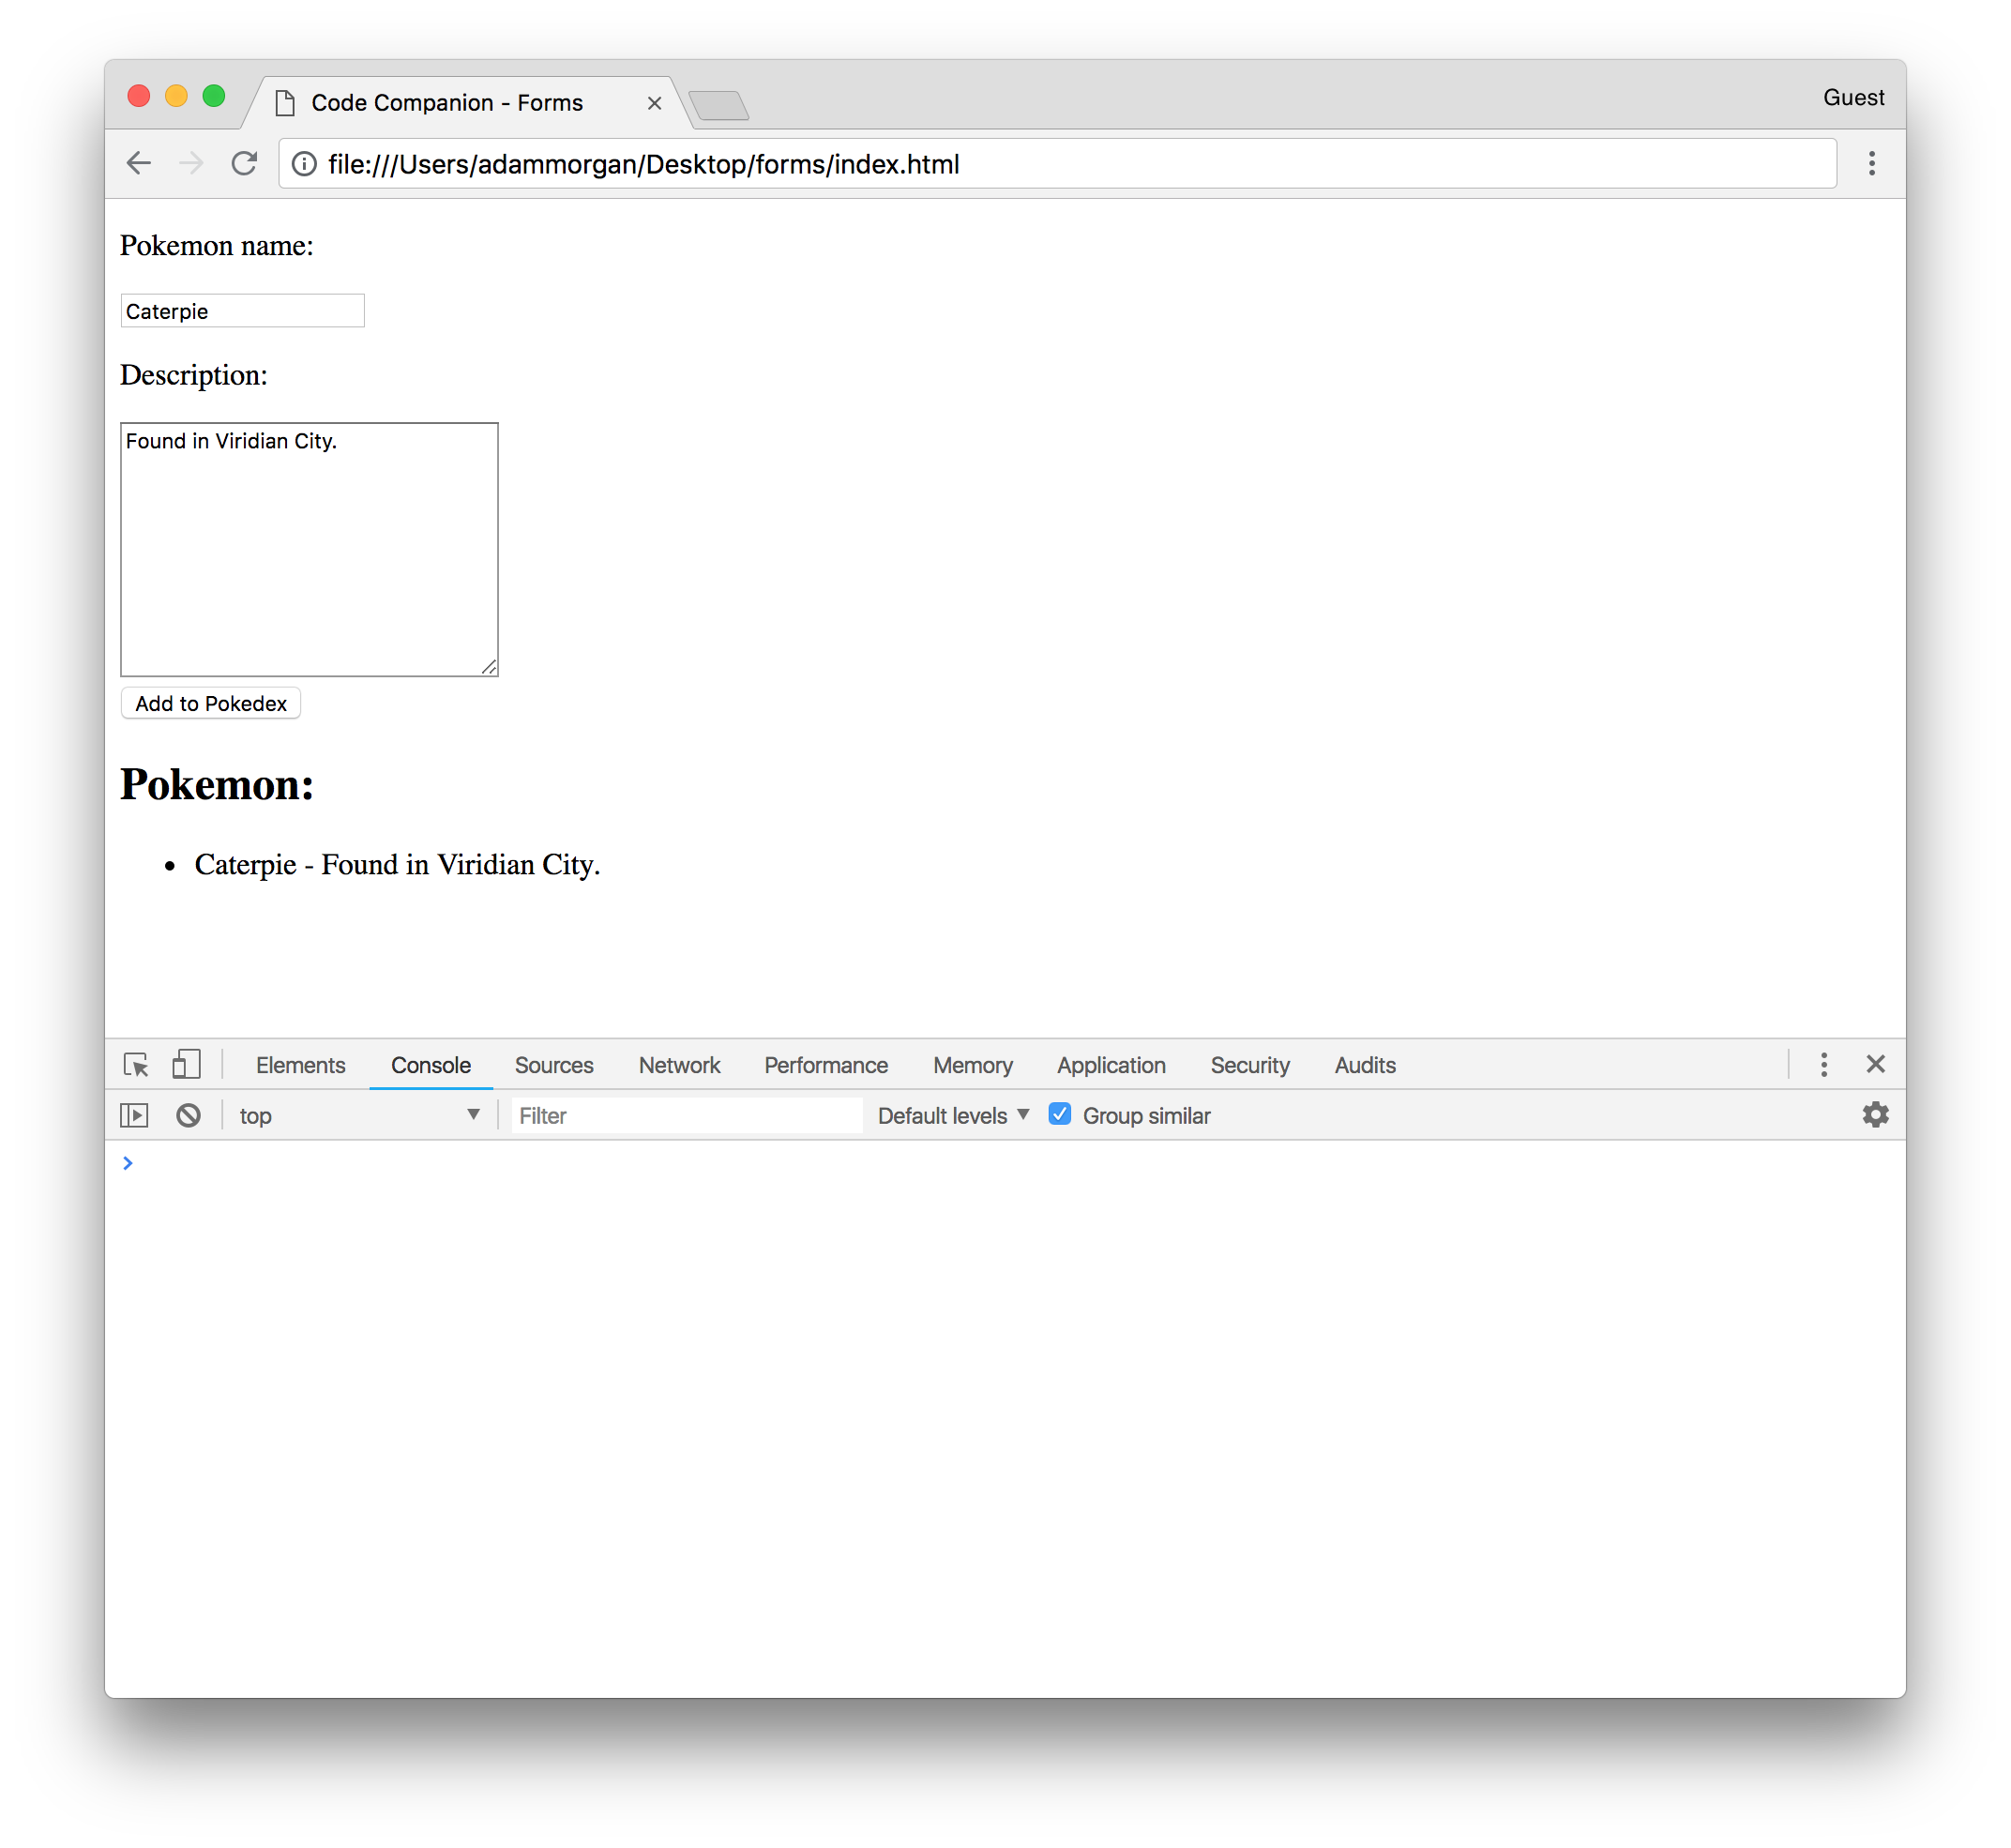 Code Companion - Forms
Guest
file:///Users/adammorgan/Desktop/forms/index.html
Pokemon name:
Caterpie
Description:
Found in Viridian City.
Add to Pokedex
Pokemon:
• Caterpie - Found in Viridian City.
Elements Console Sources Network Performance Memory Application Security Audits
top Filter Default levels Group similar